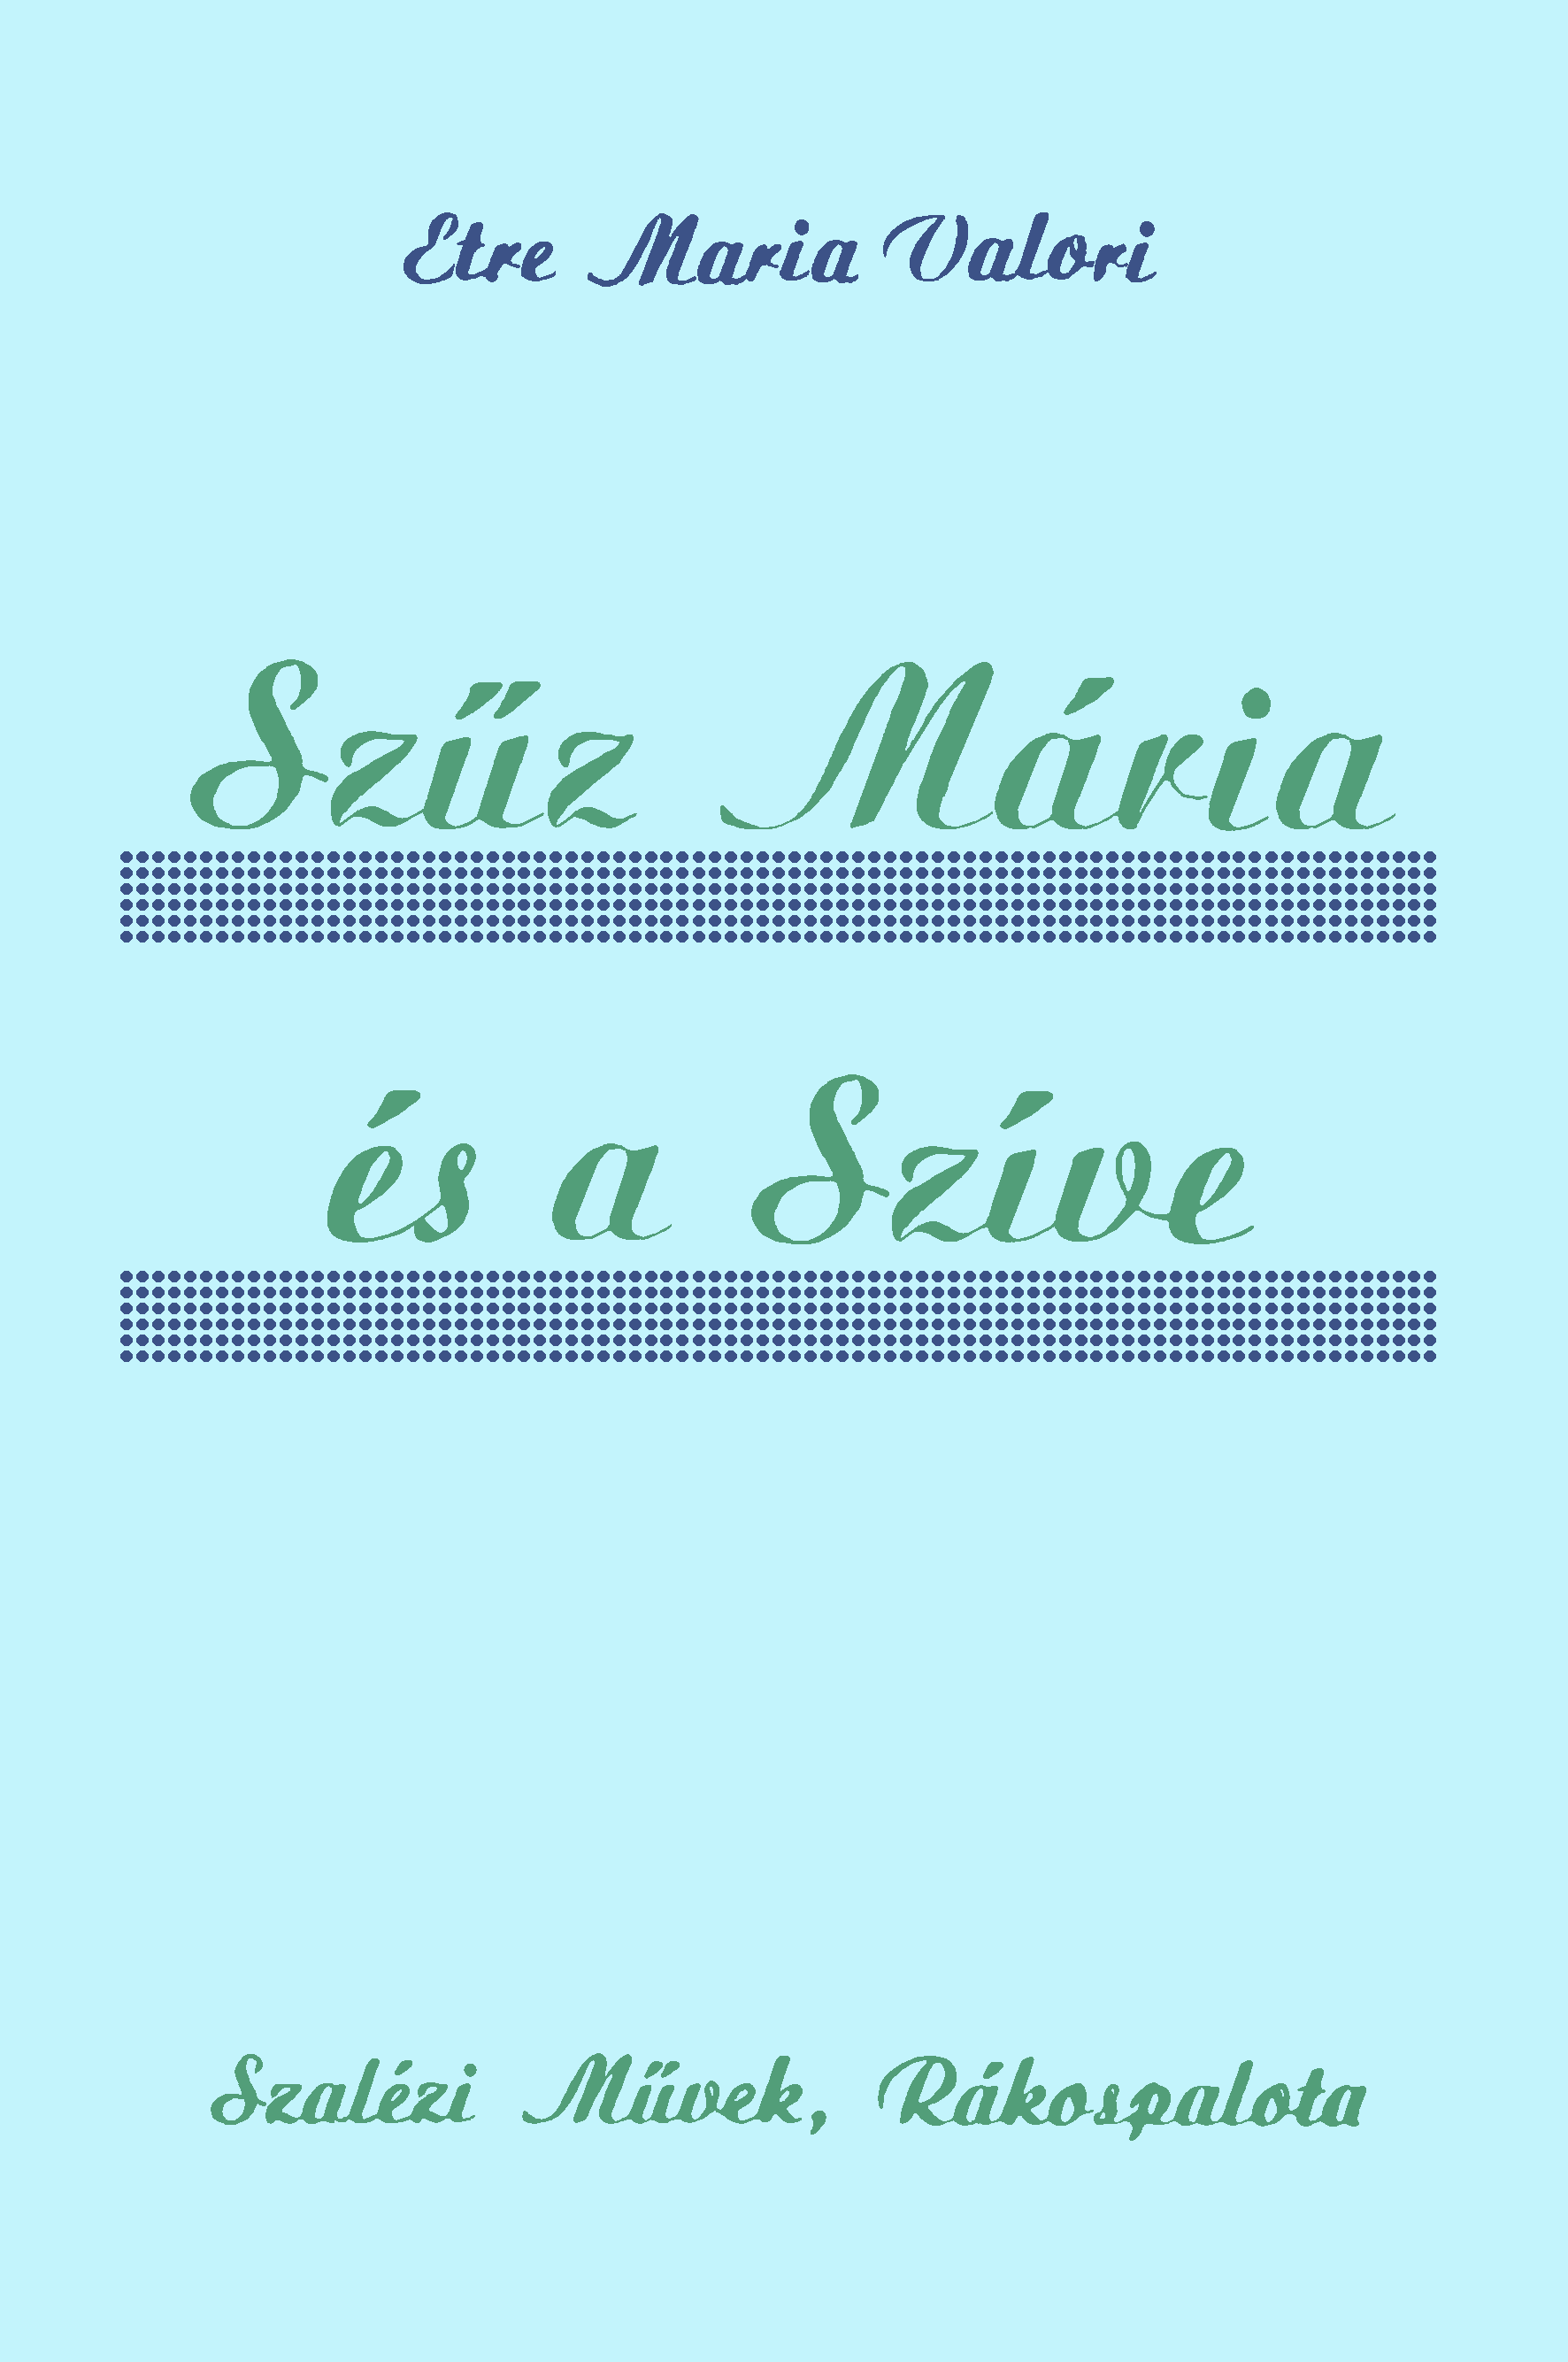 Etre Maria Valori
Szűz Mária
és a Szíve
Szalézi Művek, Rákospalota